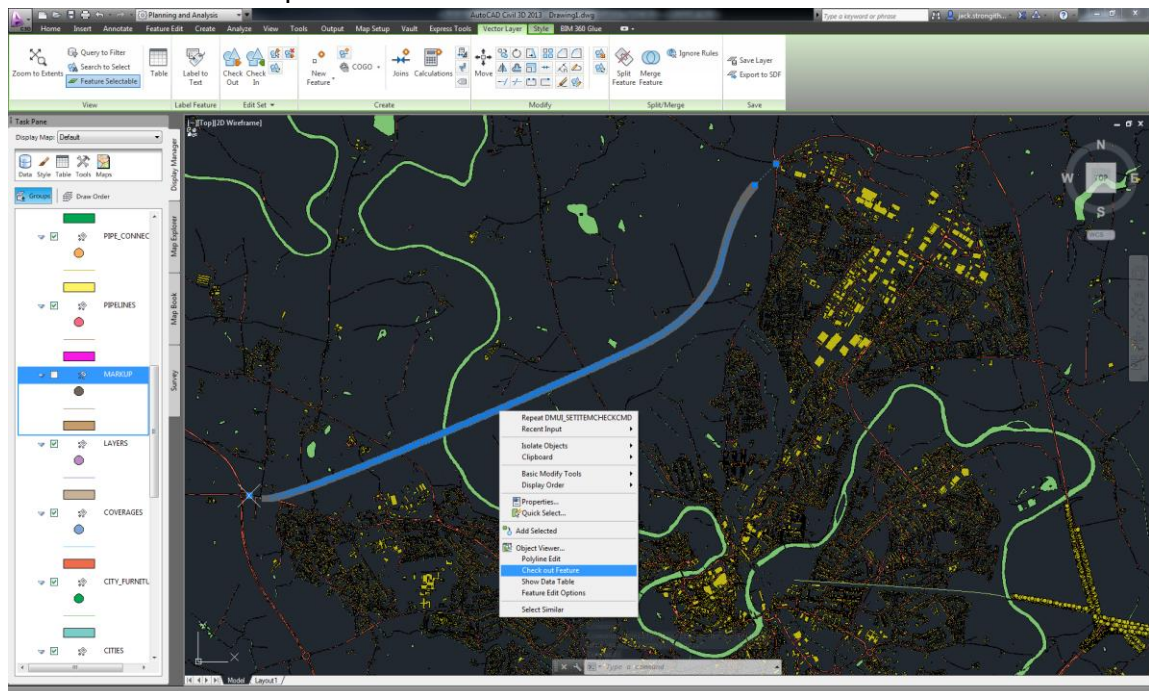 Planning and Analysis
AutoCAD Civil 3D 2013 Drawing1.dwg
Type a keyword or phrase
jack.strongith...
Home Insert Annotate Feature Edit Create Analyze View Tools Output Map Setup Vault Express Tools Vector Layer Style BIM 360 Glue
Zoom to Extents
Query to Filter
Search to Select
Feature Selectable
Table
Label to Text
Check Out
Check In
New Feature
COGO
Joins
Calculations
Move
Split Feature
Merge Feature
Ignore Rules
Save Layer
Export to SDF
View Label Feature Edit Set Create Modify Split/Merge Save
Task Pane
Display Map: Default
Data Style Table Tools Maps
Groups Draw Order
PIPE_CONNEC
PIPELINES
MARKUP
LAYERS
COVERAGES
CITY_FURNITU
CITIES
Display Manager
Map Explorer
Map Book
Survey
[-][Top][2D Wireframe]
N
W TOP E
S
WCS
Repeat DMUI_SETITEMCHECKCMD
Recent Input
Isolate Objects
Clipboard
Basic Modify Tools
Display Order
Properties...
Quick Select...
Add Selected
Object Viewer...
Polyline Edit
Check out Feature
Show Data Table
Feature Edit Options
Select Similar
Y
X
Type a command
Model Layout1